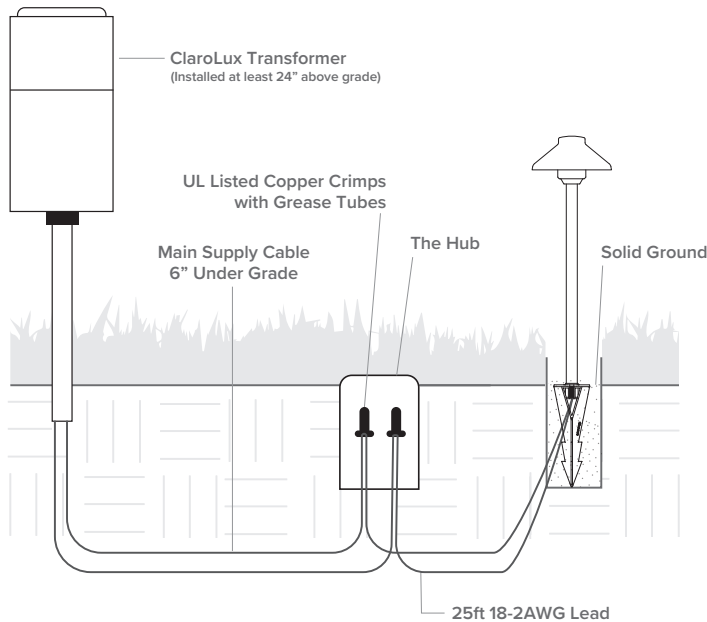 ClaroLux Transformer
(Installed at least 24” above grade)
UL Listed Copper Crimps
with Grease Tubes
The Hub
Main Supply Cable
6” Under Grade
Solid Ground
25ft 18-2AWG Lead